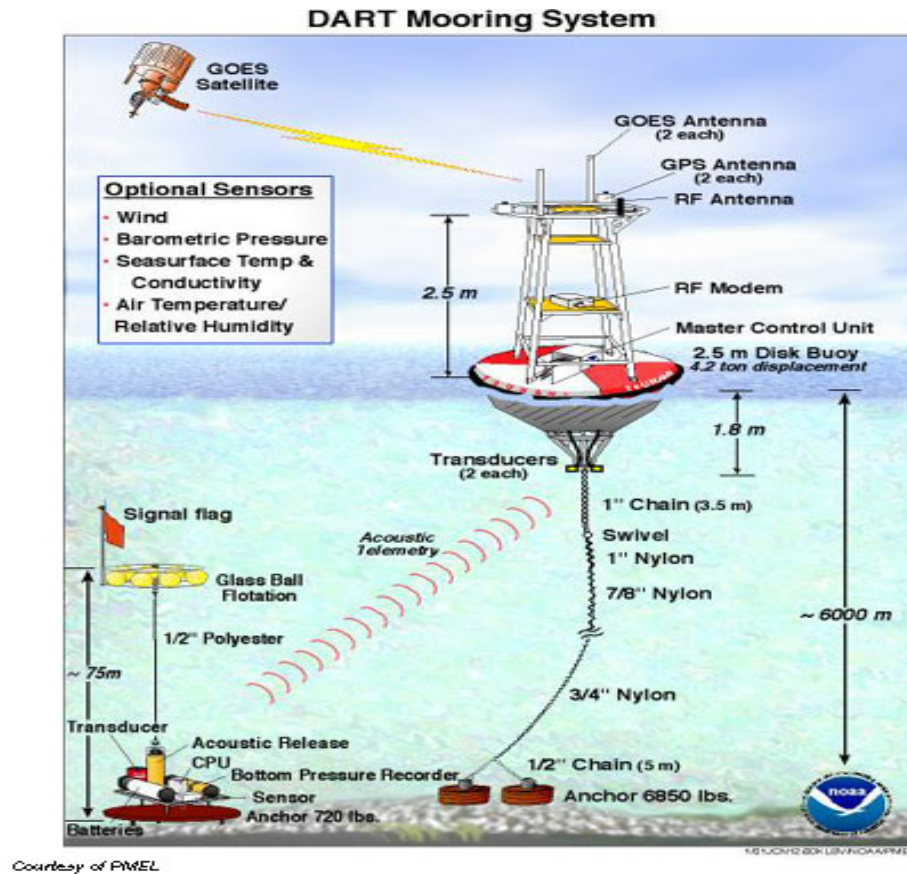 DART Mooring System
GOES
Satellite
GOES Antenna
(2 each)
GPS Antenna
(2 each)
RF Antenna
Optional Sensors
• Wind
• Barometric Pressure
• Seasurface Temp &
Conductivity
• Air Temperature/
Relative Humidity
2.5 m
RF Modem
Master Control Unit
2.5 m Disk Buoy
4.2 ton displacement
1.8 m
Transducers
(2 each)
1" Chain (3.5 m)
Signal flag
Acoustic
Telemetry
Swivel
1" Nylon
Glass Ball
Flotation
7/8" Nylon
~ 6000 m
1/2" Polyester
~ 75m
3/4" Nylon
Transducer
Acoustic Release
CPU
1/2" Chain (5 m)
Bottom Pressure Recorder
Sensor
Anchor 6850 lbs.
noaa
Anchor 720 lbs.
Batteries
Courtesy of PMEL